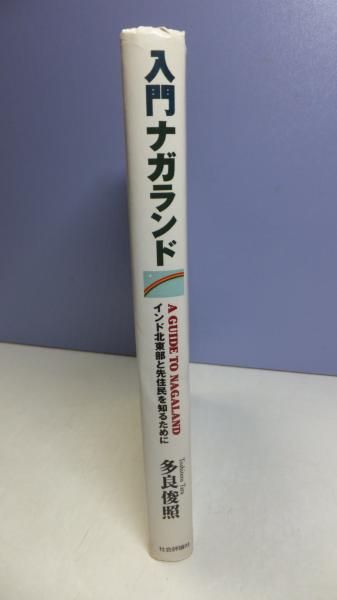 入門ナガランド
A GUIDE TO NAGALAND
インド北東部と先住民を知るために
Toshiteru Tara
多良俊照
社会評論社